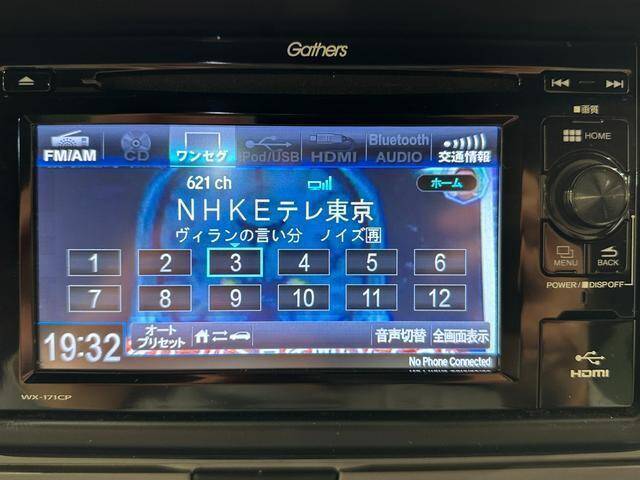 Gathers
■音質
HOME
FM/AM CD ワンセグ iPod/USB HDMI Bluetooth AUDIO 交通情報
621 ch
ホーム
NHKEテレ東京
ヴィランの言い分 ノイズ再
1 2 3 4 5 6
7 8 9 10 11 12
MENU BACK
POWER / ■DISP OFF
19:32
オートプリセット
音声切替
全画面表示
No Phone Connected
HDMI
WX-171CP